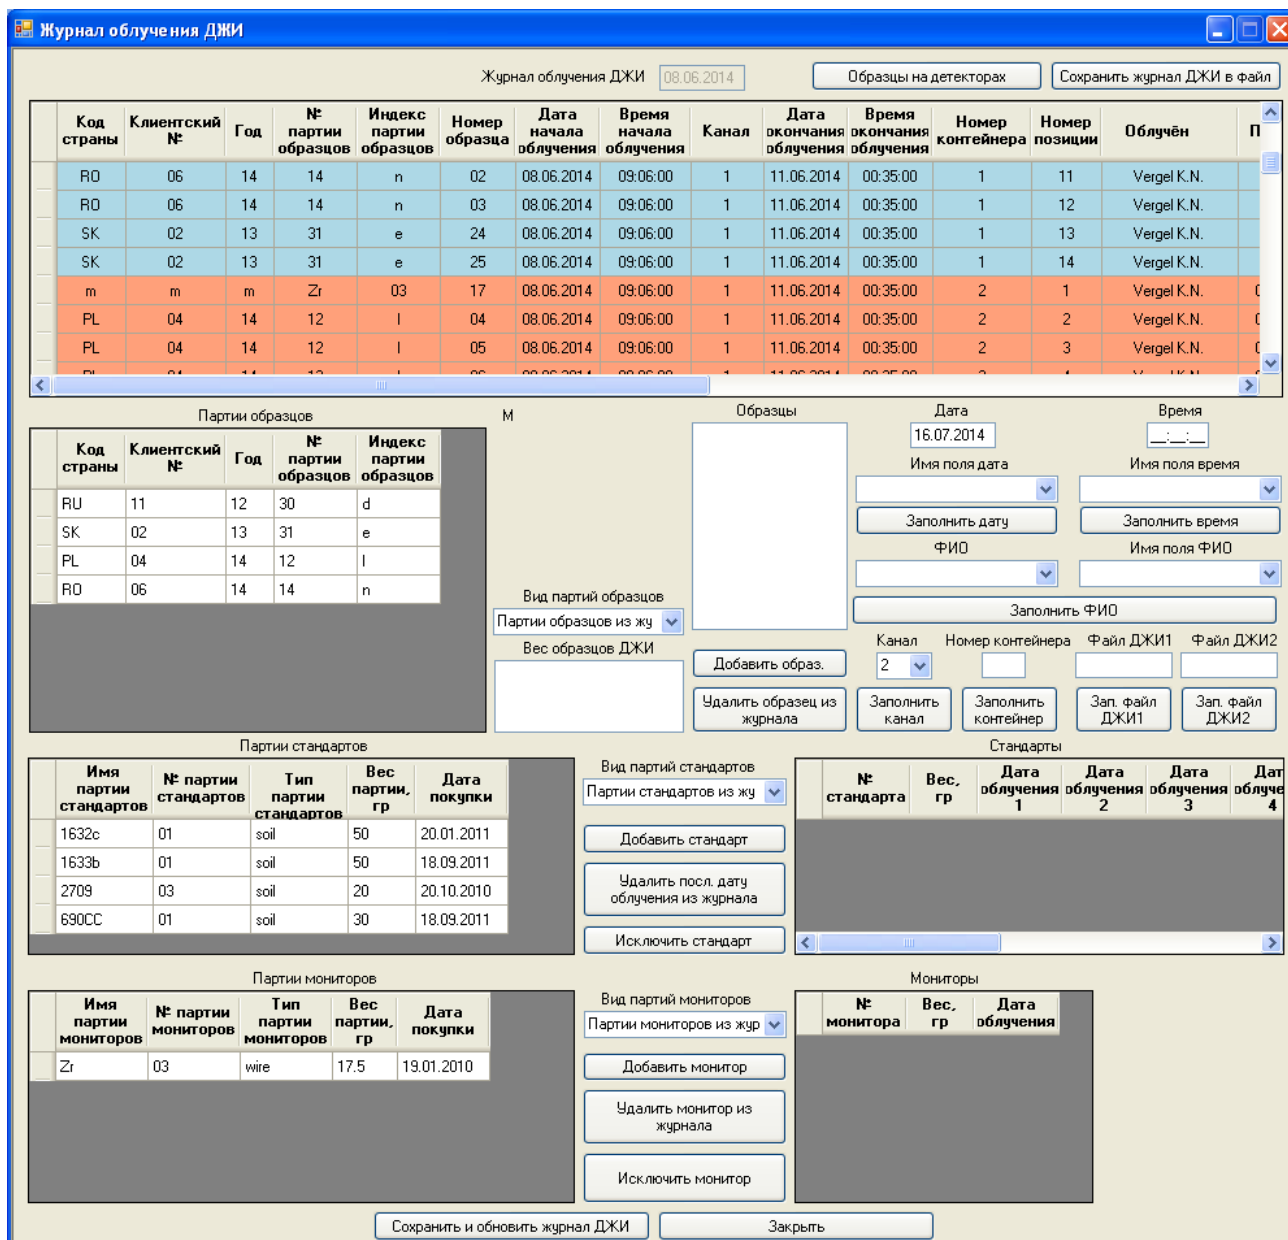 Журнал облучения ДЖИ
Журнал облучения ДЖИ 08.06.2014 Образцы на детекторах Сохранить журнал ДЖИ в файл
Код страны Клиентский № Год № партии образцов Индекс партии образцов Номер образца Дата начала облучения Время начала облучения Канал Дата окончания облучения Время окончания облучения Номер контейнера Номер позиции Облучён П
RO 06 14 14 n 02 08.06.2014 09:06:00 1 11.06.2014 00:35:00 1 11 Vergel K.N.
RO 06 14 14 n 03 08.06.2014 09:06:00 1 11.06.2014 00:35:00 1 12 Vergel K.N.
SK 02 13 31 e 24 08.06.2014 09:06:00 1 11.06.2014 00:35:00 1 13 Vergel K.N.
SK 02 13 31 e 25 08.06.2014 09:06:00 1 11.06.2014 00:35:00 1 14 Vergel K.N.
m m m Zr 03 17 08.06.2014 09:06:00 1 11.06.2014 00:35:00 2 1 Vergel K.N.
PL 04 14 12 l 04 08.06.2014 09:06:00 1 11.06.2014 00:35:00 2 2 Vergel K.N.
PL 04 14 12 l 05 08.06.2014 09:06:00 1 11.06.2014 00:35:00 2 3 Vergel K.N.
Партии образцов М Образцы Дата Время
16.07.2014 __:__:__
Код страны Клиентский № Год № партии образцов Индекс партии образцов
Имя поля дата Имя поля время
RU 11 12 30 d
Заполнить дату Заполнить время
SK 02 13 31 e
ФИО Имя поля ФИО
PL 04 14 12 l
RO 06 14 14 n
Вид партий образцов
Заполнить ФИО
Партии образцов из жу
Вес образцов ДЖИ
Канал Номер контейнера Файл ДЖИ1 Файл ДЖИ2
Добавить образ. 2
Удалить образец из журнала Заполнить канал Заполнить контейнер Зап. файл ДЖИ1 Зап. файл ДЖИ2
Партии стандартов Стандарты
Имя партии стандартов № партии стандартов Тип партии стандартов Вес партии, гр Дата покупки
Вид партий стандартов
Партии стандартов из жу
№ стандарта Вес, гр Дата облучения 1 Дата облучения 2 Дата облучения 3 Дат облуче 4
1632c 01 soil 50 20.01.2011
Добавить стандарт
1633b 01 soil 50 18.09.2011
2709 03 soil 20 20.10.2010
Удалить посл. дату облучения из журнала
690CC 01 soil 30 18.09.2011
Исключить стандарт
Партии мониторов Мониторы
Имя партии мониторов № партии мониторов Тип партии мониторов Вес партии, гр Дата покупки
Вид партий мониторов
Партии мониторов из жур
№ монитора Вес, гр Дата облучения
Zr 03 wire 17.5 19.01.2010
Добавить монитор
Удалить монитор из журнала
Исключить монитор
Сохранить и обновить журнал ДЖИ Закрыть